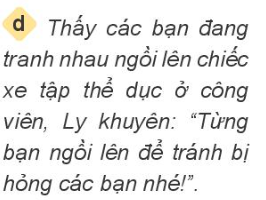 d Thấy các bạn đang
tranh nhau ngồi lên chiếc
xe tập thể dục ở công
viên, Ly khuyên: “Từng
bạn ngồi lên để tránh bị
hỏng các bạn nhé!”.